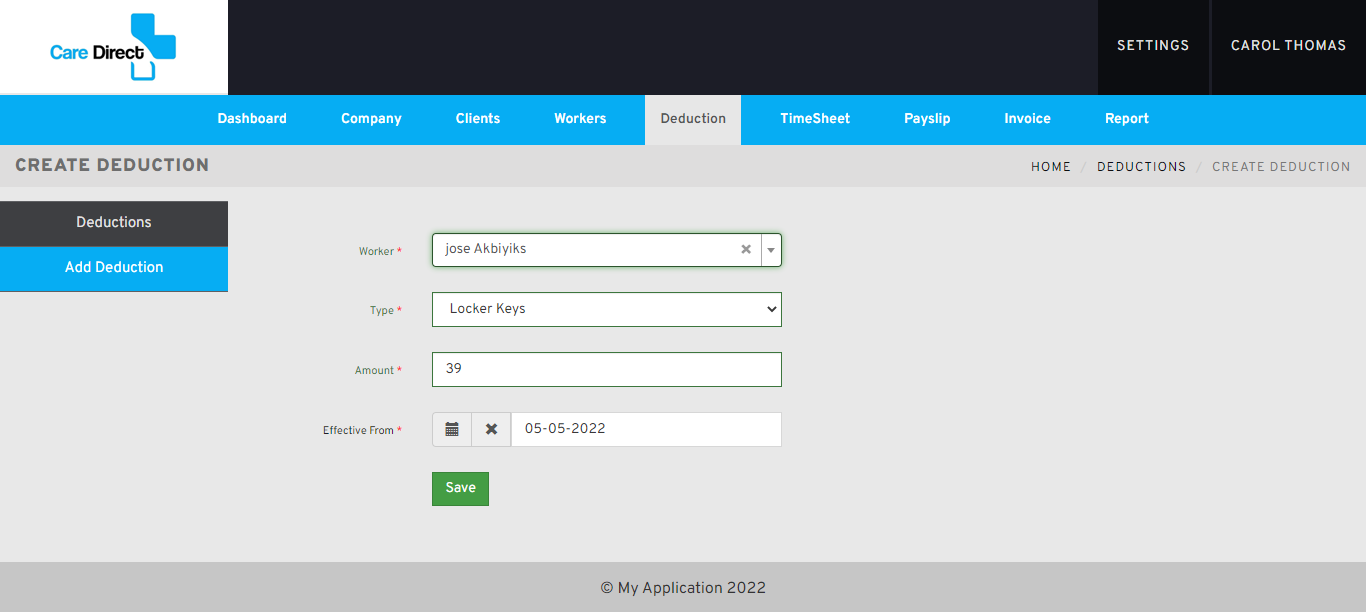 Care Direct
SETTINGS
CAROL THOMAS
Dashboard
Company
Clients
Workers
Deduction
TimeSheet
Payslip
Invoice
Report
CREATE DEDUCTION
HOME / DEDUCTIONS / CREATE DEDUCTION
Deductions
Add Deduction
Worker *
jose Akbiyiks
Type *
Locker Keys
Amount *
39
Effective From *
05-05-2022
Save
© My Application 2022